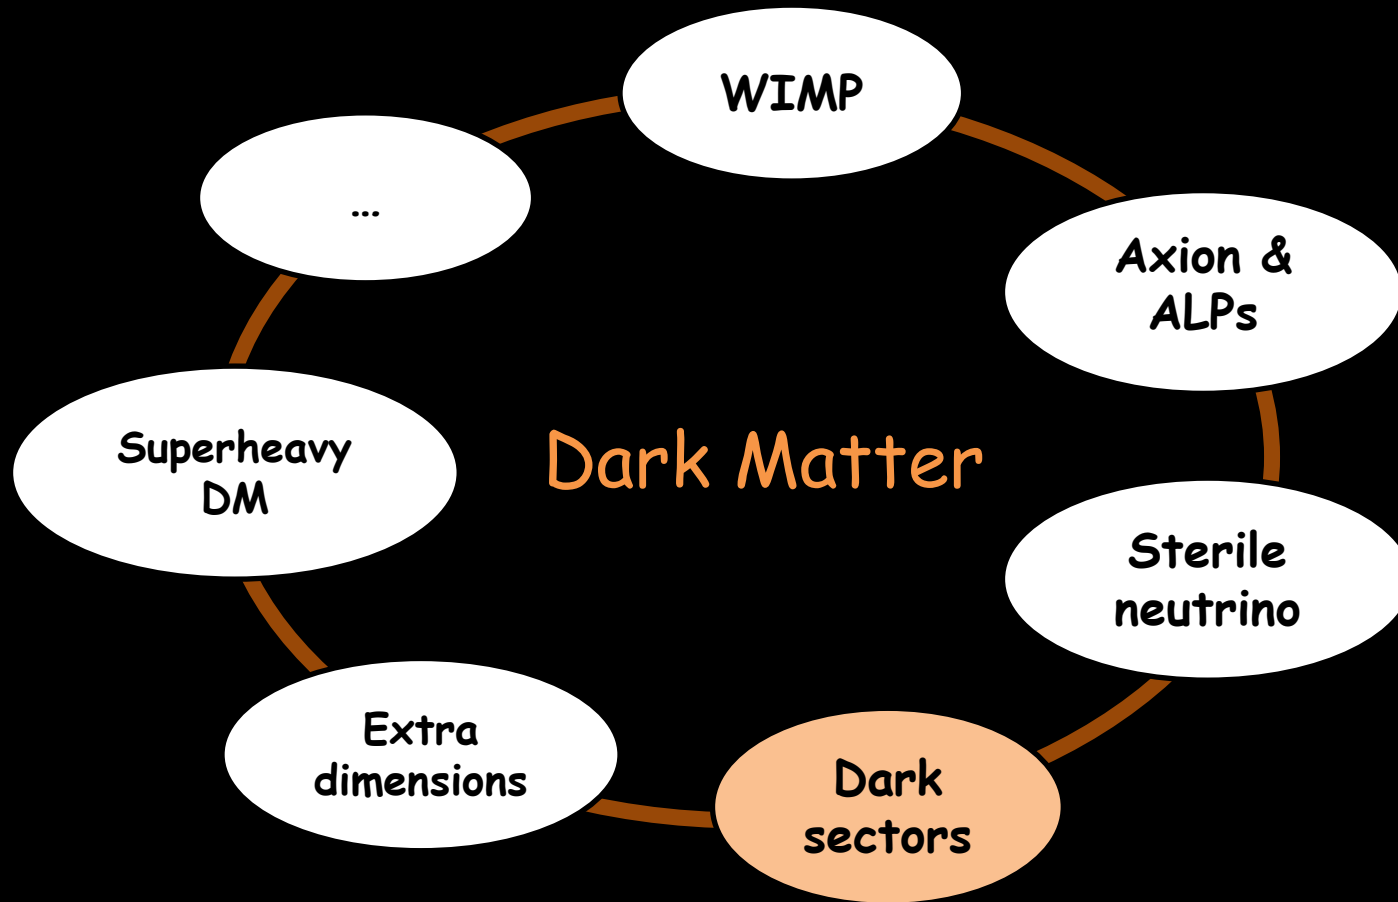 WIMP
...
Axion &
ALPs
Superheavy
DM
Dark Matter
Sterile
neutrino
Extra
dimensions
Dark
sectors